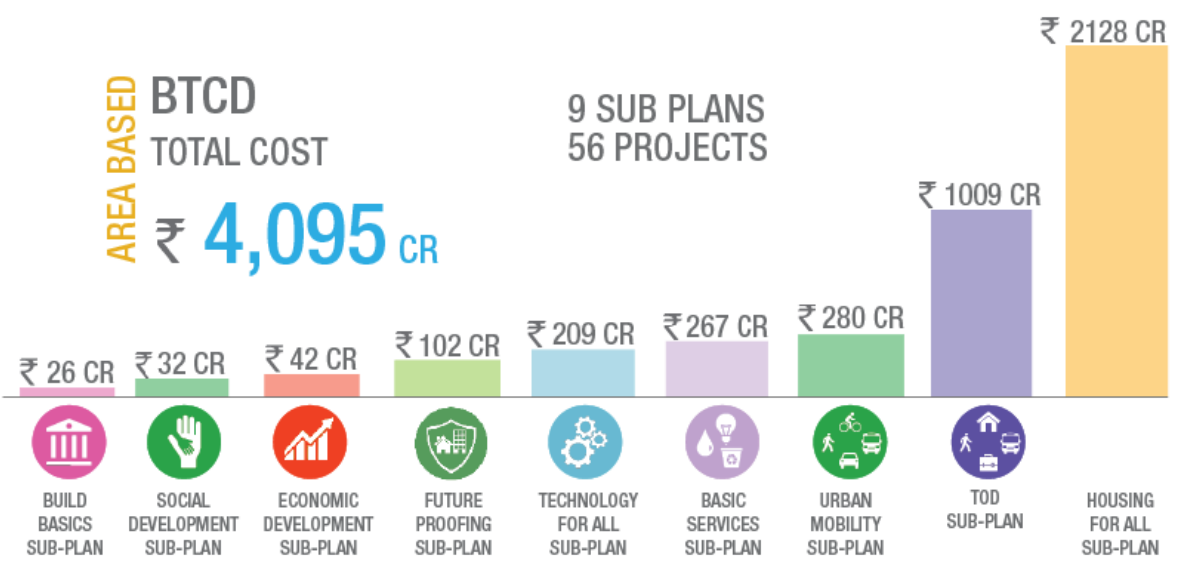 AREA BASED
BTCD
TOTAL COST
₹ 4,095 CR
9 SUB PLANS
56 PROJECTS
₹ 26 CR
₹ 32 CR
₹ 42 CR
₹ 102 CR
₹ 209 CR
₹ 267 CR
₹ 280 CR
₹ 1009 CR
₹ 2128 CR
BUILD
BASICS
SUB-PLAN
SOCIAL
DEVELOPMENT
SUB-PLAN
ECONOMIC
DEVELOPMENT
SUB-PLAN
FUTURE
PROOFING
SUB-PLAN
TECHNOLOGY
FOR ALL
SUB-PLAN
BASIC
SERVICES
SUB-PLAN
URBAN
MOBILITY
SUB-PLAN
TOD
SUB-PLAN
HOUSING
FOR ALL
SUB-PLAN